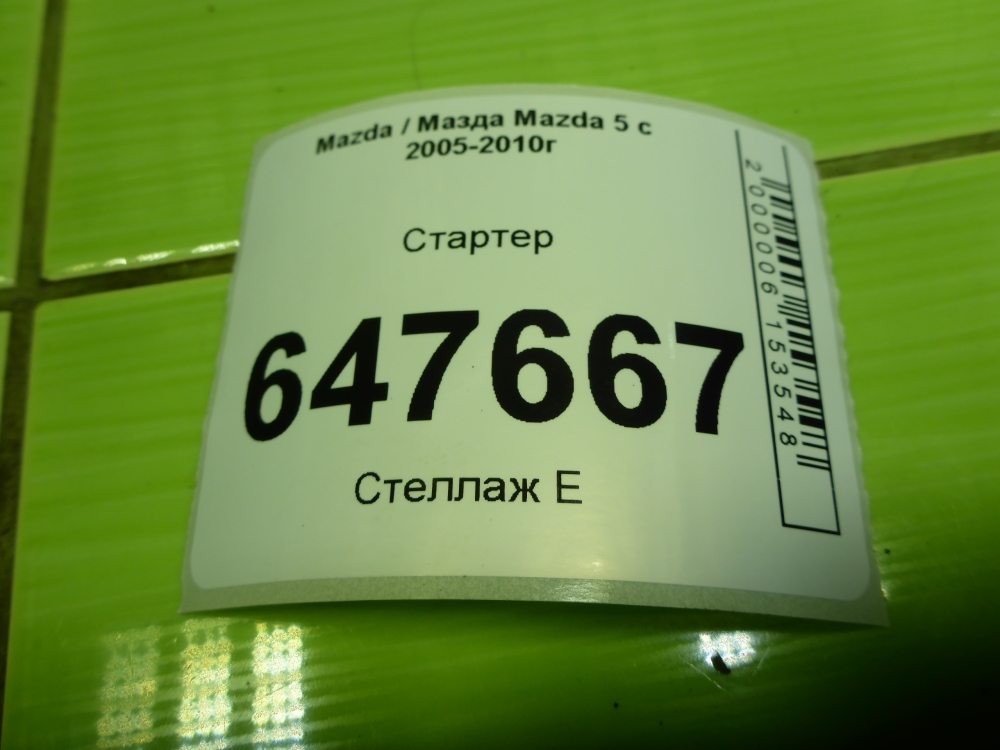 Mazda / Мазда Mazda 5 с
2005-2010г
Стартер
647667
Стеллаж Е
2000006153548